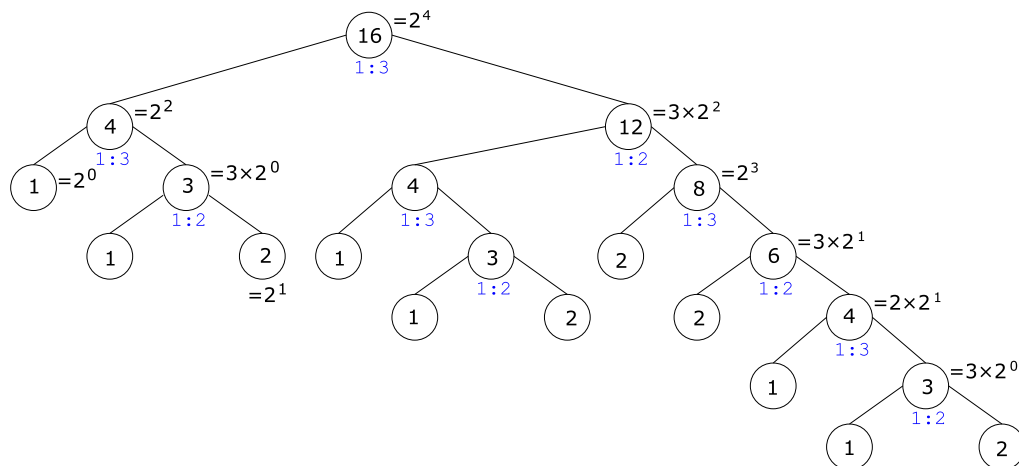 16 =2⁴
1:3
4 =2² 12 =3×2²
1:3 1:2
1 =2⁰ 3 =3×2⁰ 4 8 =2³
1:2 1:3 1:3
1 2 1 3 2 6 =3×2¹
=2¹ 1:2 1:2
1 2 2 4 =2×2¹
1:3
1 3 =3×2⁰
1:2
1 2